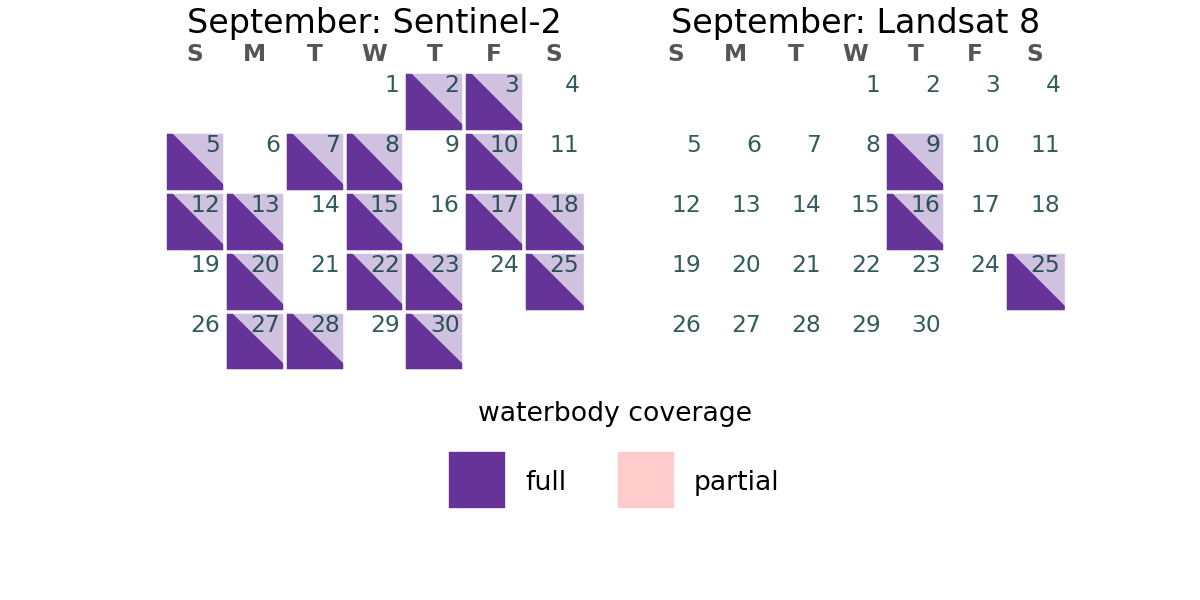 September: Sentinel-2
S M T W T F S
1 2 3 4
5 6 7 8 9 10 11
12 13 14 15 16 17 18
19 20 21 22 23 24 25
26 27 28 29 30
September: Landsat 8
S M T W T F S
1 2 3 4
5 6 7 8 9 10 11
12 13 14 15 16 17 18
19 20 21 22 23 24 25
26 27 28 29 30
waterbody coverage
full partial